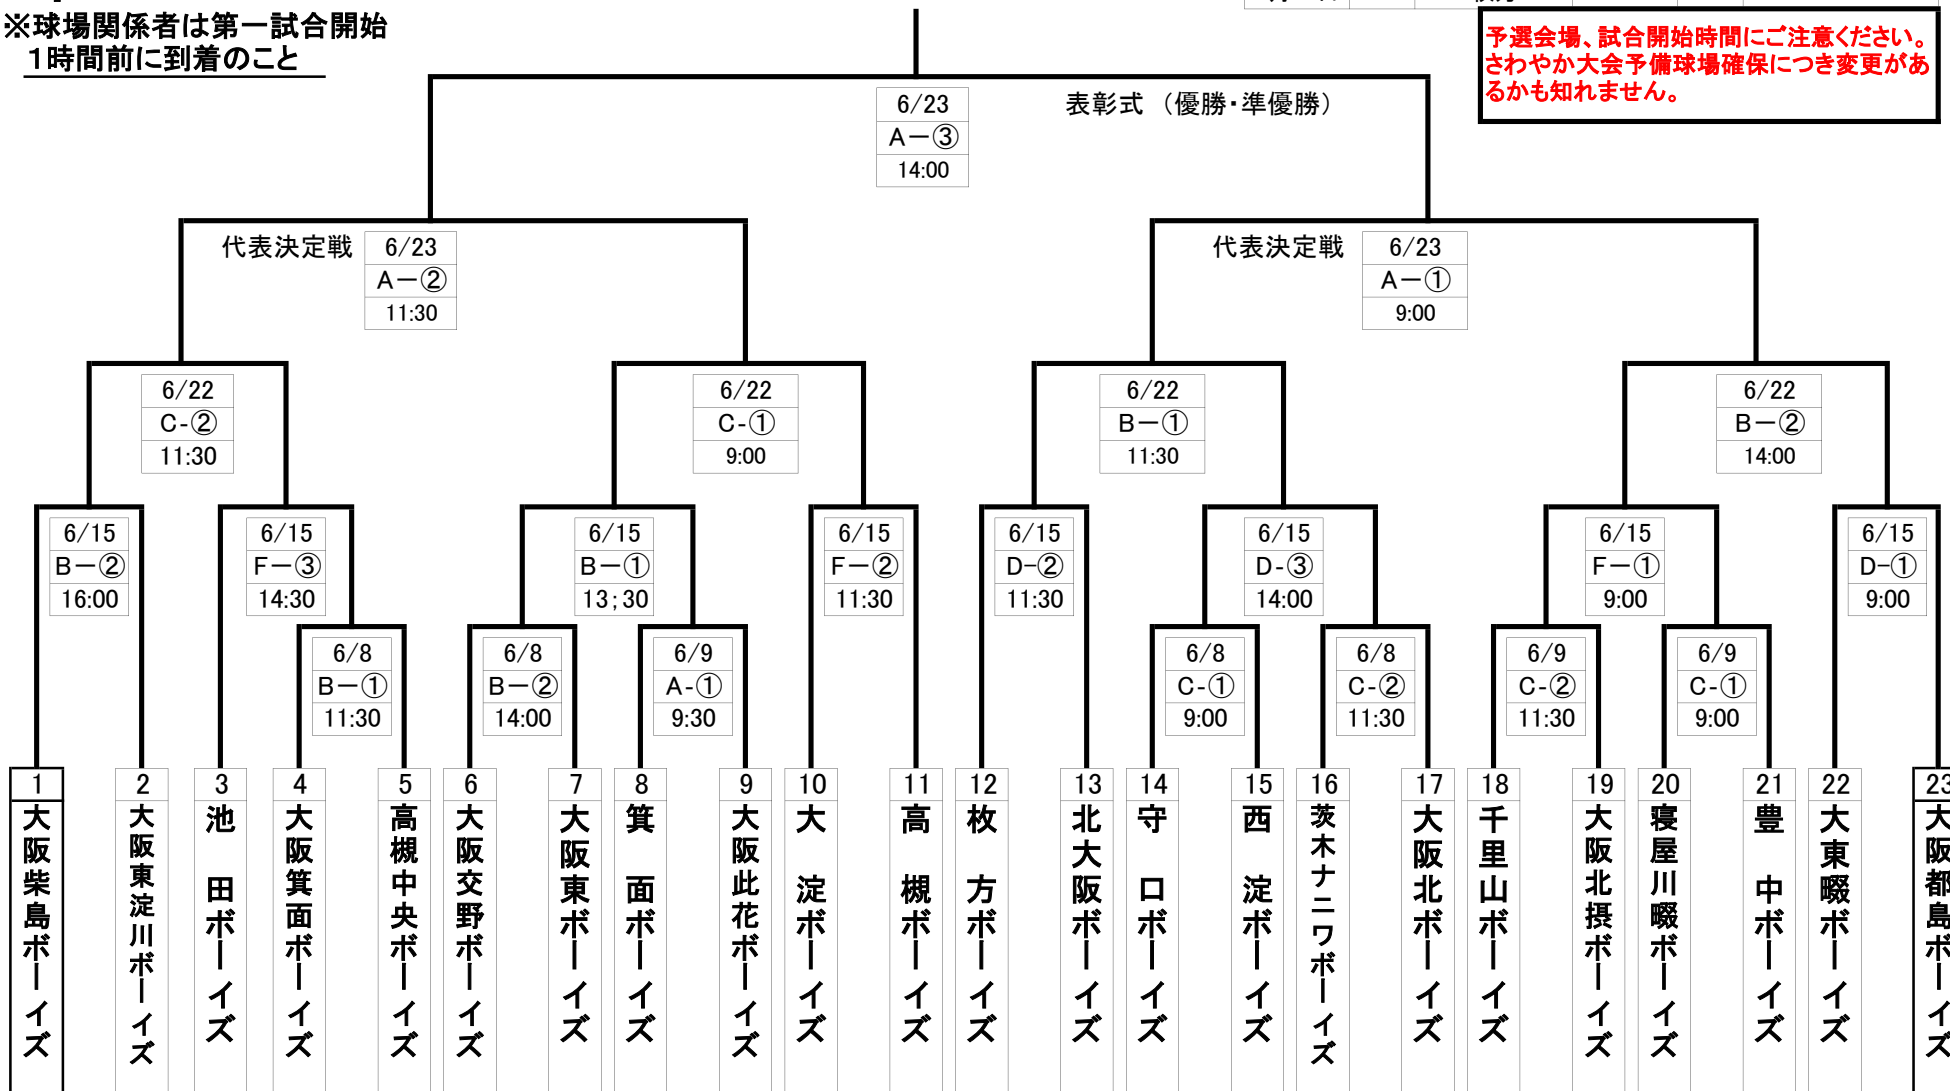 ※球場関係者は第一試合開始
1時間前に到着のこと
予選会場、試合開始時間にご注意ください。
さわやか大会予備球場確保につき変更があ
るかも知れません。
6/23
A－③
14:00
表彰式 （優勝・準優勝）
代表決定戦
6/23
A－②
11:30
代表決定戦
6/23
A－①
9:00
6/22
C-②
11:30
6/22
C-①
9:00
6/22
B－①
11:30
6/22
B－②
14:00
6/15
B－②
16:00
6/15
F－③
14:30
6/15
B－①
13;30
6/15
F－②
11:30
6/15
D-②
11:30
6/15
D-③
14:00
6/15
F－①
9:00
6/15
D-①
9:00
6/8
B－①
11:30
6/8
B－②
14:00
6/9
A-①
9:30
6/8
C-①
9:00
6/8
C-②
11:30
6/9
C-②
11:30
6/9
C-①
9:00
1
大阪柴島ボーイズ
2
大阪東淀川ボーイズ
3
池 田ボーイズ
4
大阪箕面ボーイズ
5
高槻中央ボーイズ
6
大阪交野ボーイズ
7
大阪東ボーイズ
8
箕 面ボーイズ
9
大阪此花ボーイズ
10
大 淀ボーイズ
11
高 槻ボーイズ
12
枚 方ボーイズ
13
北大阪ボーイズ
14
守 口ボーイズ
15
西 淀ボーイズ
16
茨木ナニワボーイズ
17
大阪北ボーイズ
18
千里山ボーイズ
19
大阪北摂ボーイズ
20
寝屋川畷ボーイズ
21
豊 中ボーイズ
22
大東畷ボーイズ
23
大阪都島ボーイズ